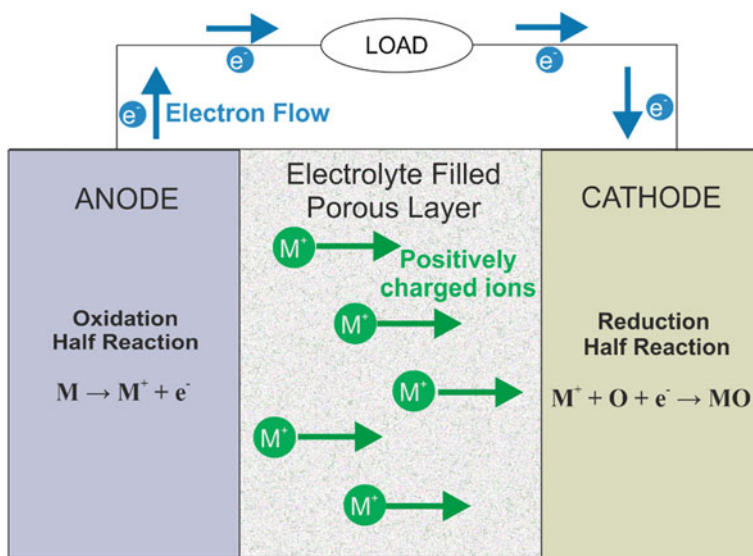 LOAD
e⁻
e⁻
e⁻
Electron Flow
e⁻
ANODE
Electrolyte Filled
Porous Layer
CATHODE
M⁺
Positively
charged ions
M⁺
Oxidation
Half Reaction
Reduction
Half Reaction
M → M⁺ + e⁻
M⁺
M⁺ + O + e⁻ → MO
M⁺
M⁺